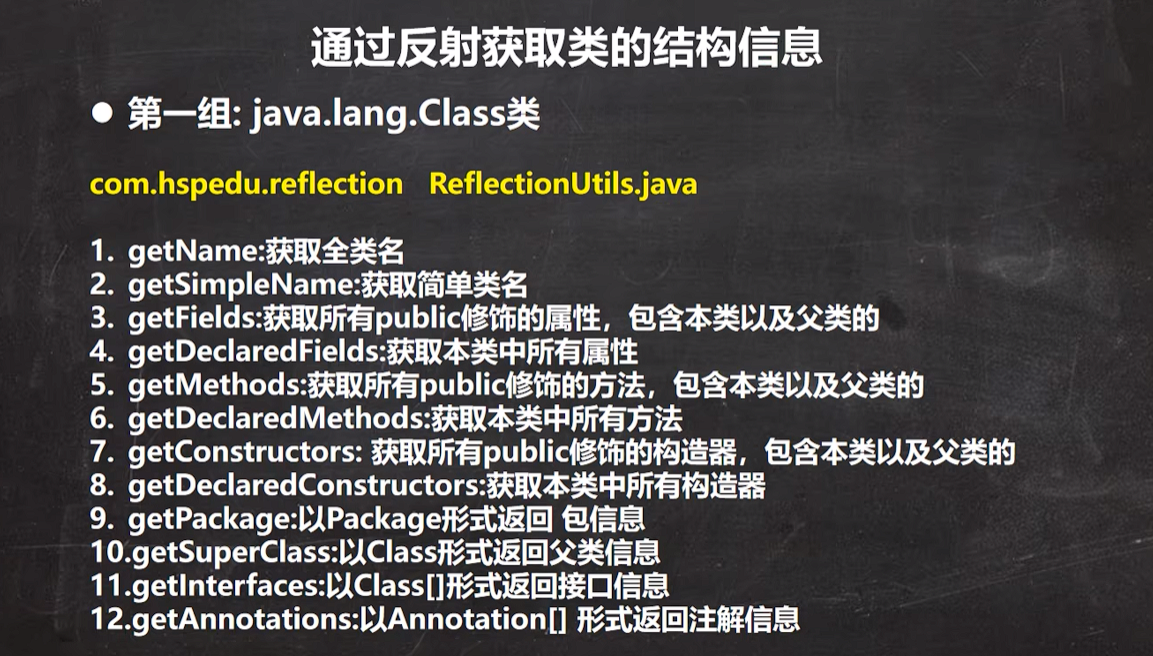 通过反射获取类的结构信息
● 第一组: java.lang.Class类
com.hspedu.reflection ReflectionUtils.java
1. getName:获取全类名
2. getSimpleName:获取简单类名
3. getFields:获取所有public修饰的属性，包含本类以及父类的
4. getDeclaredFields:获取本类中所有属性
5. getMethods:获取所有public修饰的方法，包含本类以及父类的
6. getDeclaredMethods:获取本类中所有方法
7. getConstructors: 获取所有public修饰的构造器，包含本类以及父类的
8. getDeclaredConstructors:获取本类中所有构造器
9. getPackage:以Package形式返回 包信息
10.getSuperClass:以Class形式返回父类信息
11.getInterfaces:以Class[]形式返回接口信息
12.getAnnotations:以Annotation[] 形式返回注解信息